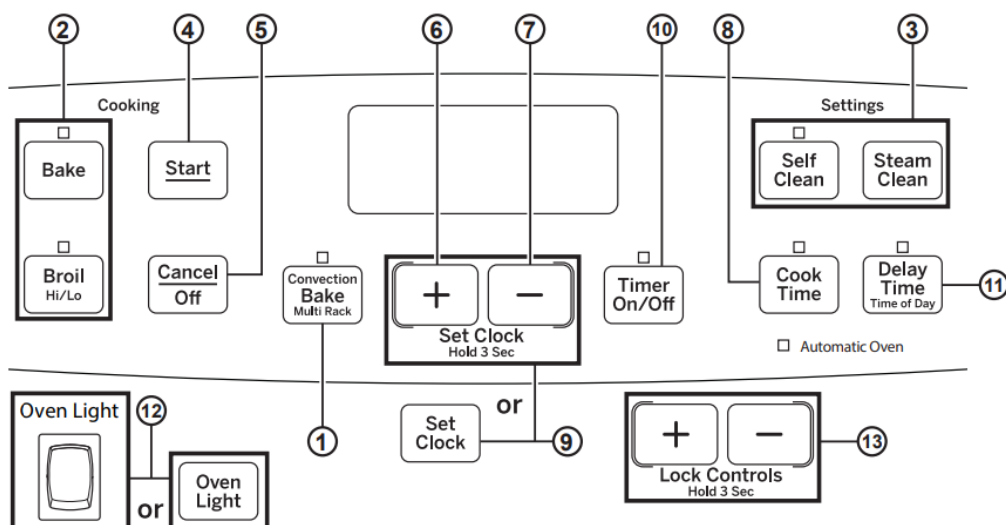 2 4 5 6 7 10 8 3
Cooking
Settings
Bake
Start
Self
Clean
Steam
Clean
Broil
Hi/Lo
Cancel
Off
Convection
Bake
Multi Rack
+ −
Set Clock
Hold 3 Sec
Timer
On/Off
Cook
Time
Delay
Time
Time of Day
11
Automatic Oven
Oven Light
12
or
Oven
Light
1
Set
Clock
or
9
+ −
Lock Controls
Hold 3 Sec
13